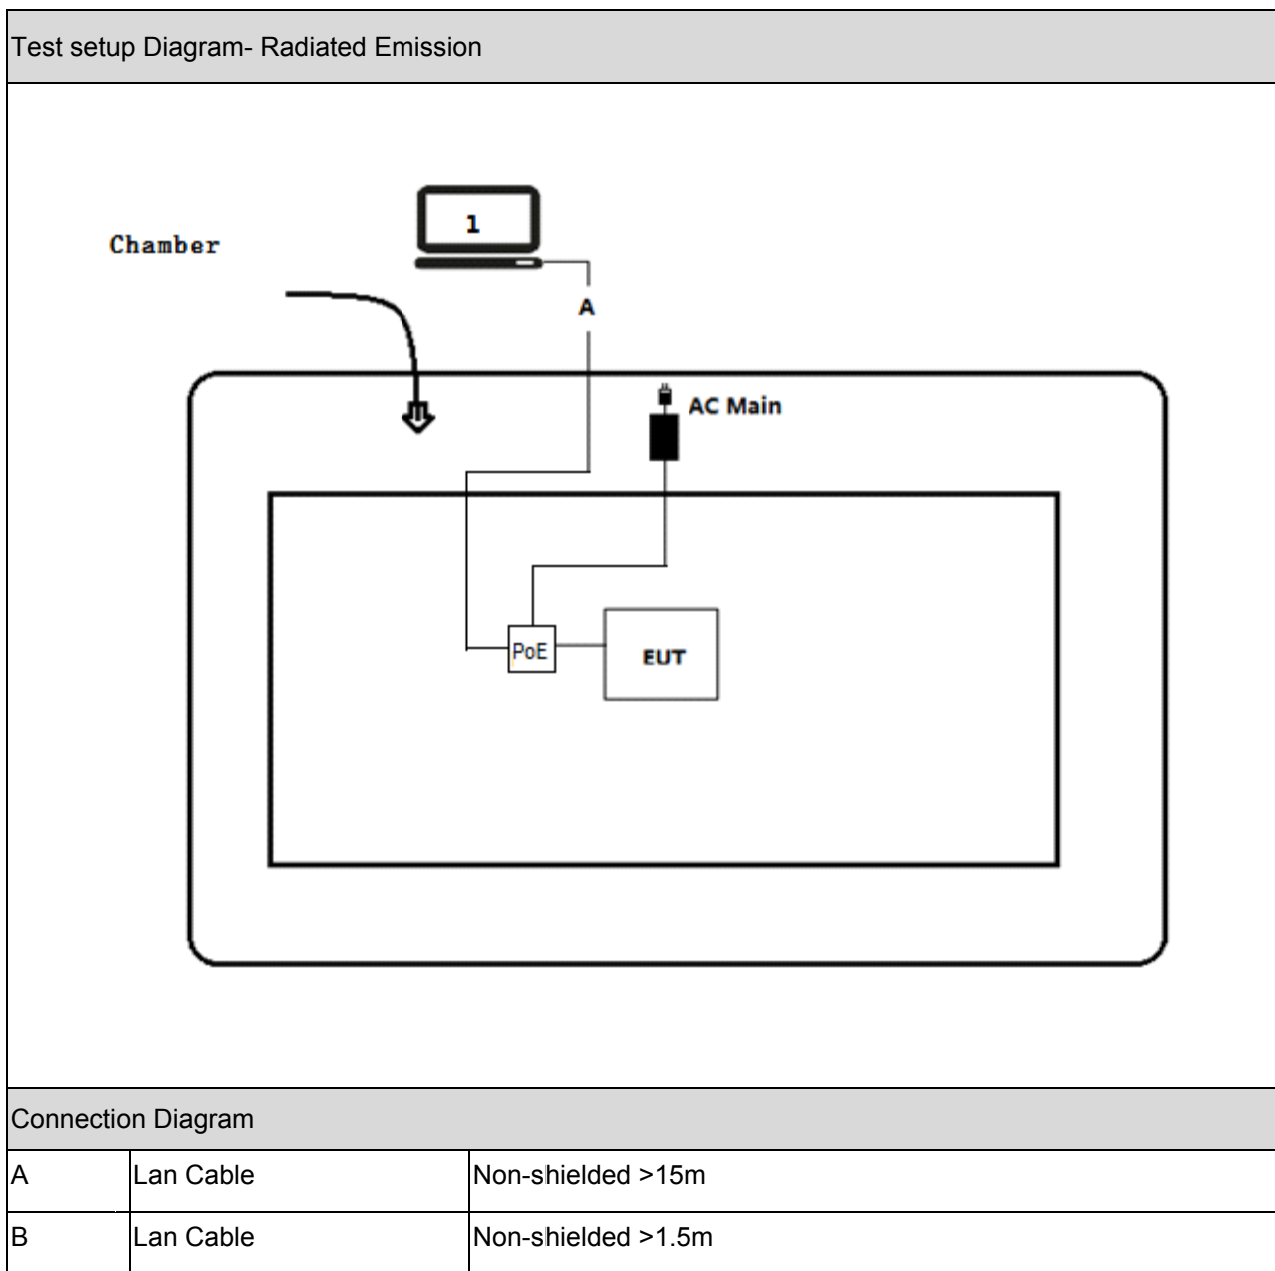 Test setup Diagram- Radiated Emission
1
Chamber
A
AC Main
PoE
EUT
Connection Diagram
A Lan Cable Non-shielded >15m
B Lan Cable Non-shielded >1.5m